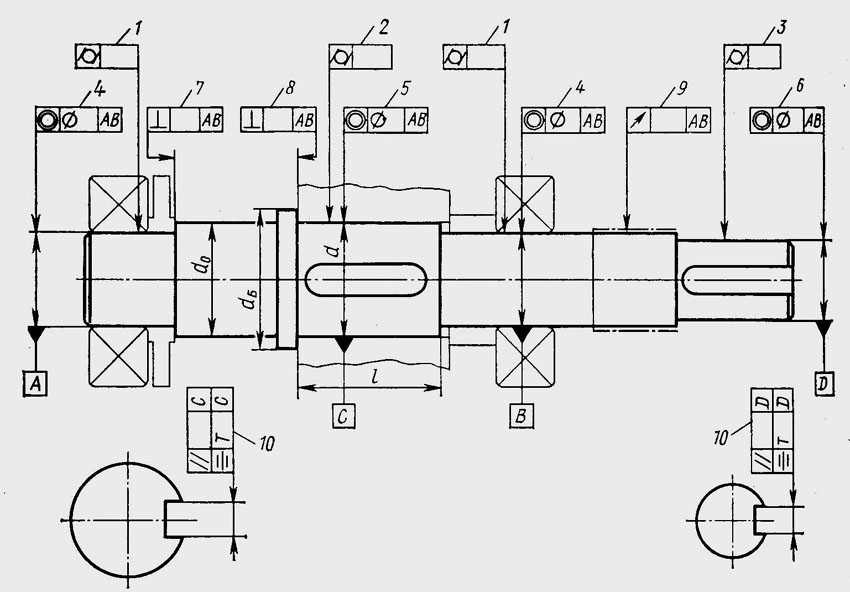 1 2 1 3
4 7 8 5 4 9 6
⌭ ⌭ ⌭ ⌭
◎ Ø AB ⊥ AB ⊥ AB ◎ Ø AB ◎ Ø AB ↗ AB ◎ Ø AB
d₀ dБ d
l
A C B D
// C
⌯ T C
10
// D
⌯ T D
10